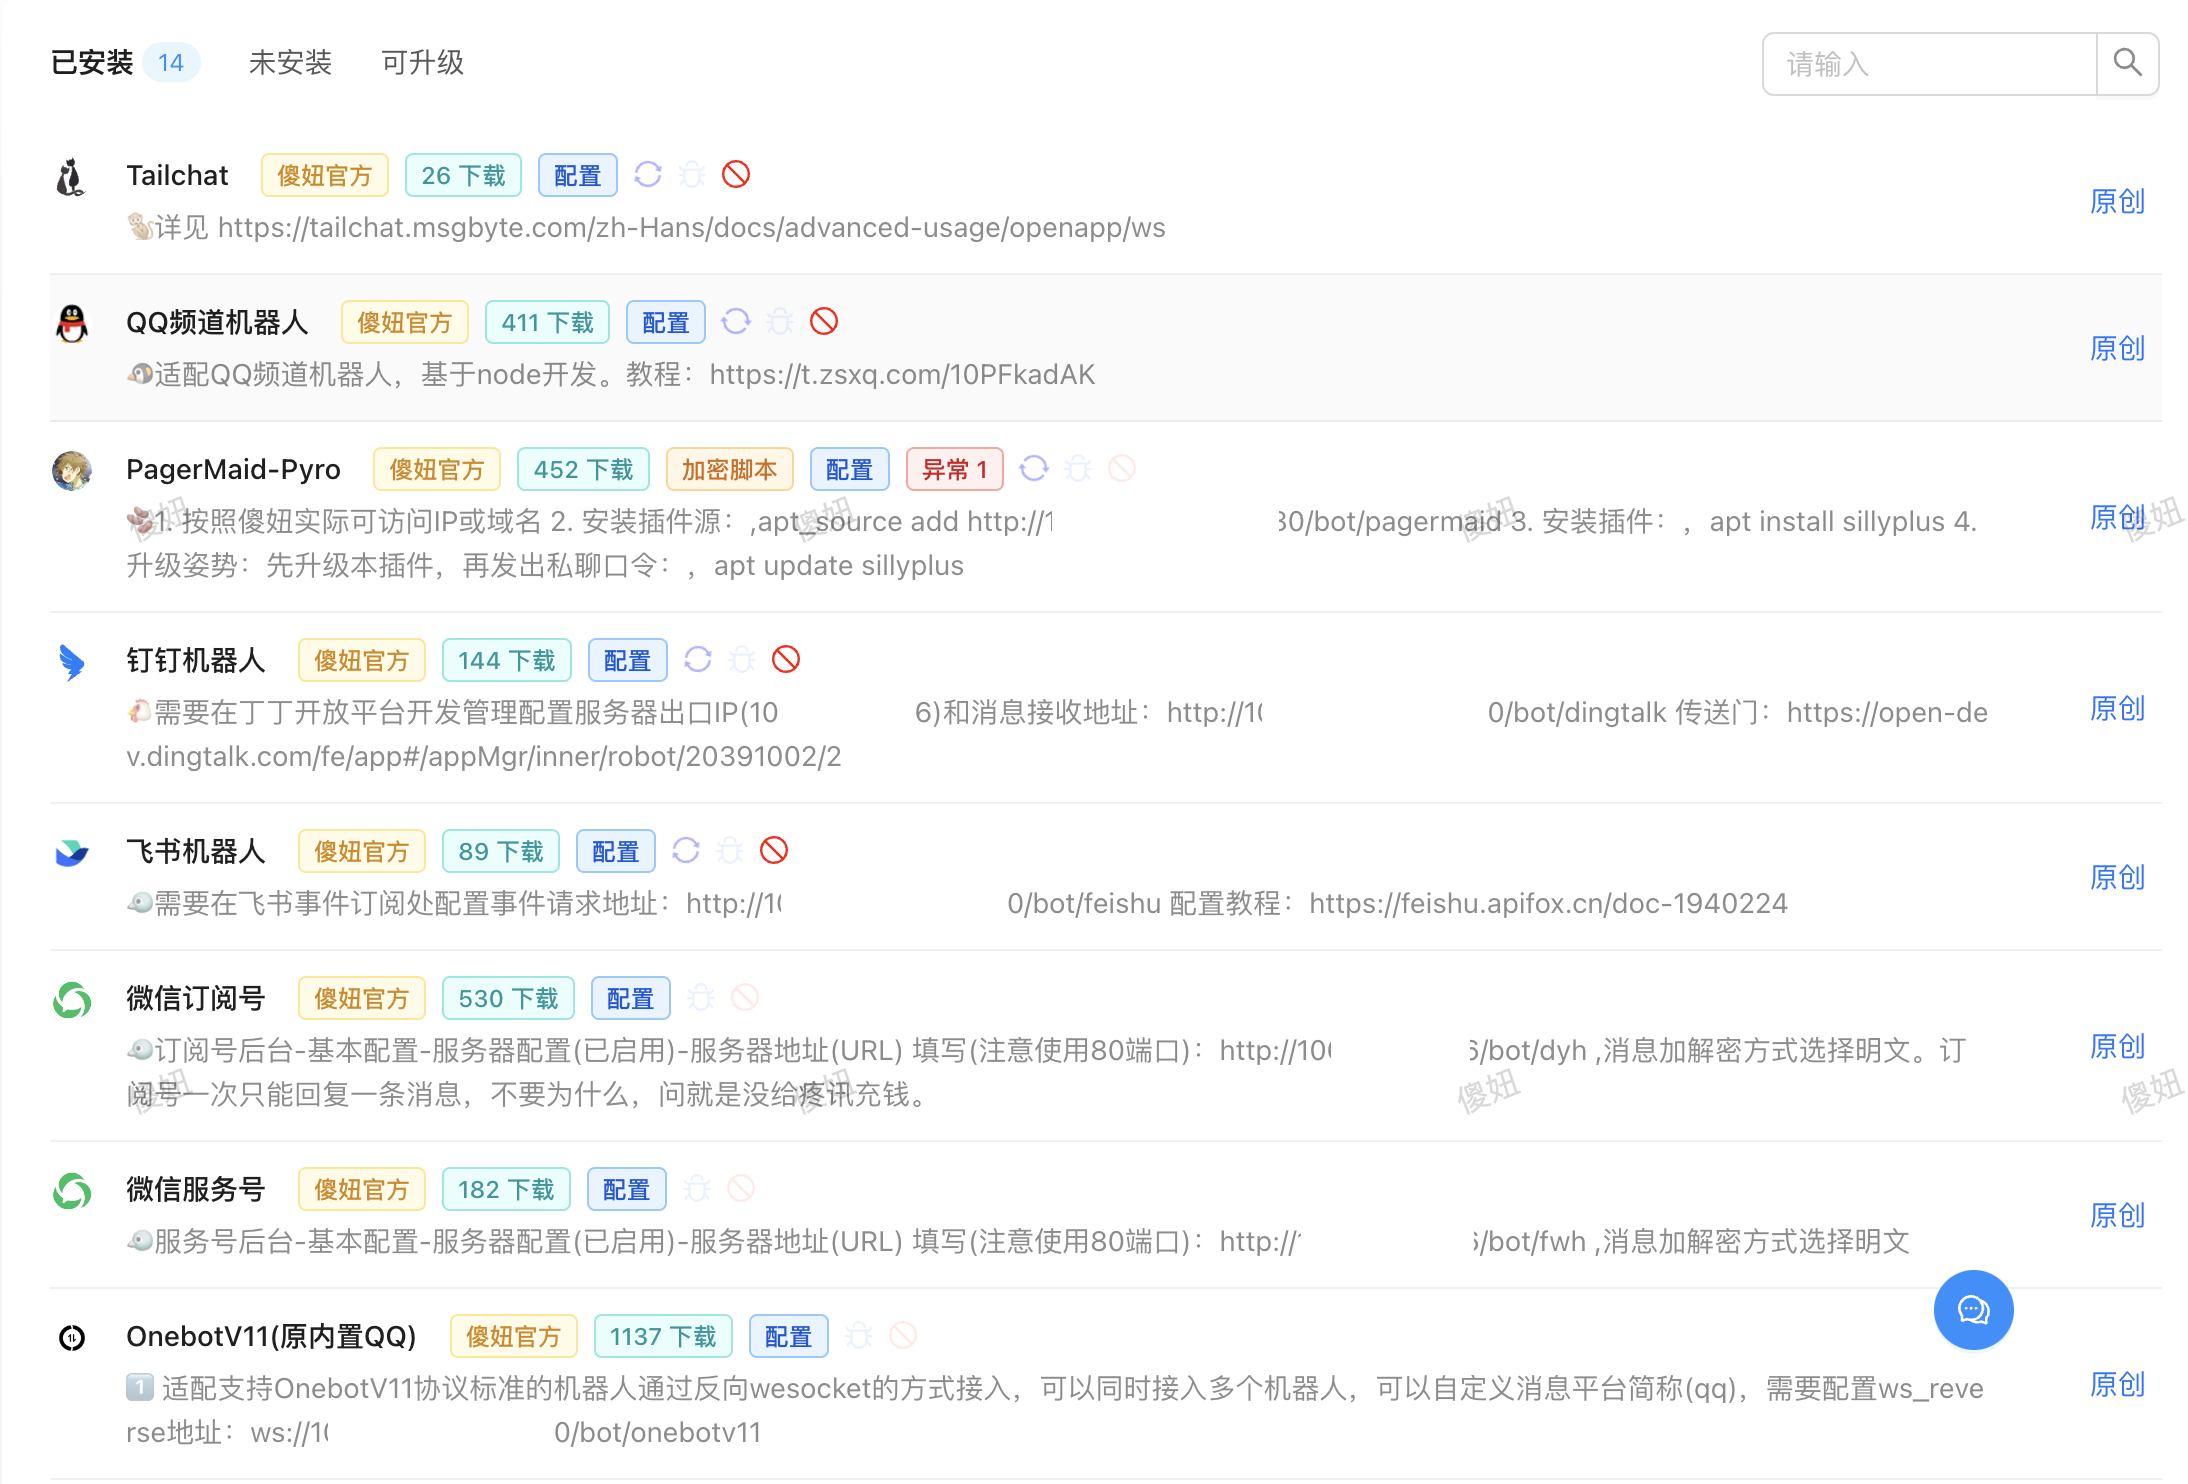 已安装 14 未安装 可升级 请输入
Tailchat 傻妞官方 26 下载 配置
详见 https://tailchat.msgbyte.com/zh-Hans/docs/advanced-usage/openapp/ws
原创
QQ频道机器人 傻妞官方 411 下载 配置
适配QQ频道机器人，基于node开发。教程：https://t.zsxq.com/10PFkadAK
原创
PagerMaid-Pyro 傻妞官方 452 下载 加密脚本 配置 异常 1
1. 按照傻妞实际可访问IP或域名 2. 安装插件源：,apt_source add http://1 30/bot/pagermaid 3. 安装插件：，apt install sillyplus 4.
升级姿势：先升级本插件，再发出私聊口令：，apt update sillyplus
原创
傻妞 傻妞 傻妞 傻妞
钉钉机器人 傻妞官方 144 下载 配置
需要在丁丁开放平台开发管理配置服务器出口IP(10 6)和消息接收地址：http://10 0/bot/dingtalk 传送门：https://open-de
v.dingtalk.com/fe/app#/appMgr/inner/robot/20391002/2
原创
飞书机器人 傻妞官方 89 下载 配置
需要在飞书事件订阅处配置事件请求地址：http://10 0/bot/feishu 配置教程：https://feishu.apifox.cn/doc-1940224
原创
微信订阅号 傻妞官方 530 下载 配置
订阅号后台-基本配置-服务器配置(已启用)-服务器地址(URL) 填写(注意使用80端口)：http://100 6/bot/dyh ,消息加解密方式选择明文。订
阅号一次只能回复一条消息，不要为什么，问就是没给疼讯充钱。
原创
傻妞 傻妞 傻妞 傻妞
微信服务号 傻妞官方 182 下载 配置
服务号后台-基本配置-服务器配置(已启用)-服务器地址(URL) 填写(注意使用80端口)：http:// 6/bot/fwh ,消息加解密方式选择明文
原创
OnebotV11(原内置QQ) 傻妞官方 1137 下载 配置
1 适配支持OnebotV11协议标准的机器人通过反向wesocket的方式接入，可以同时接入多个机器人，可以自定义消息平台简称(qq)，需要配置ws_reve
rse地址：ws://10 0/bot/onebotv11
原创